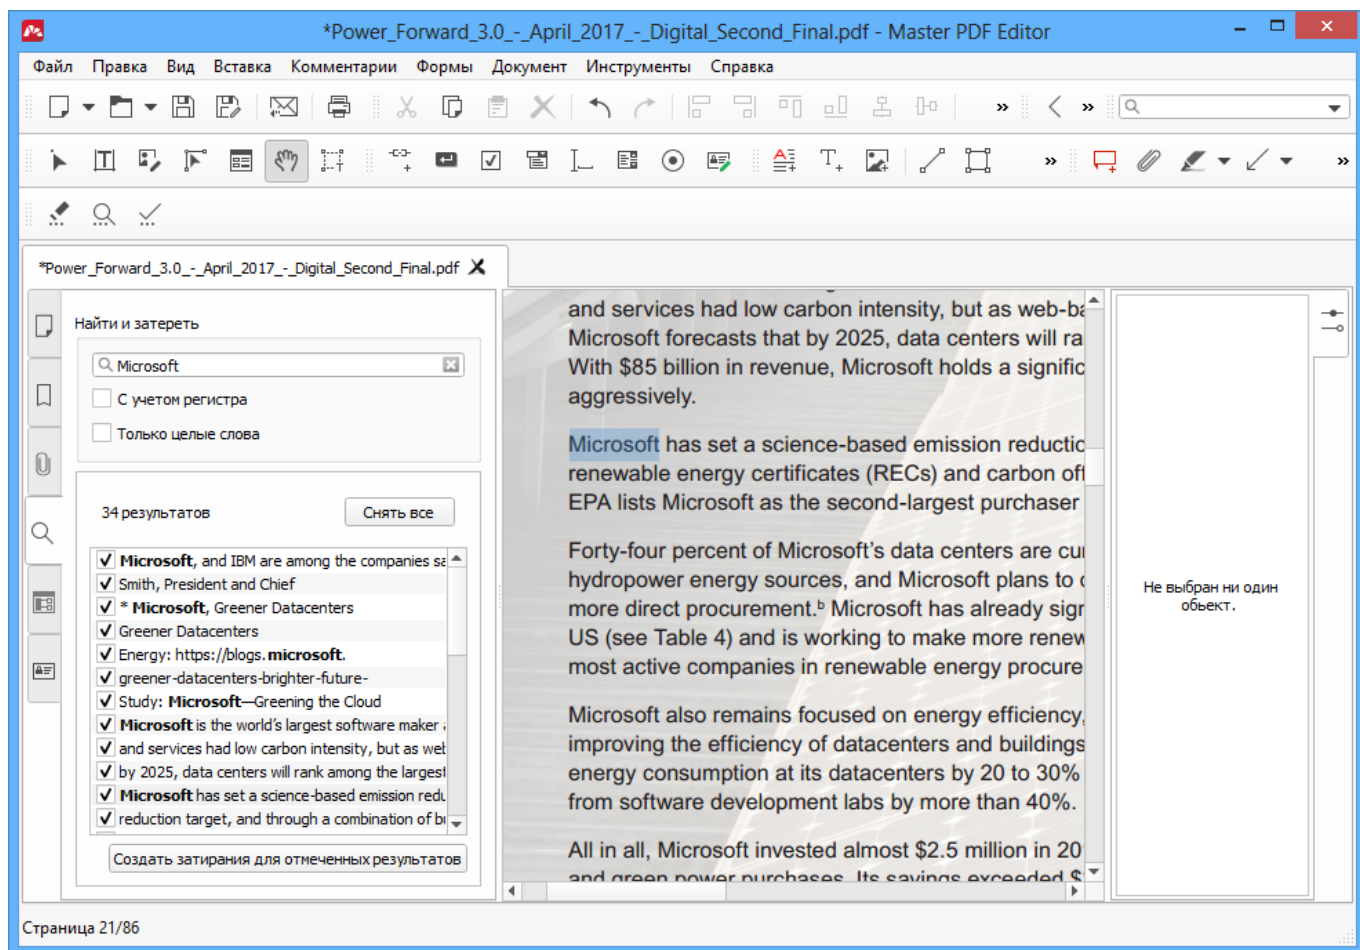 *Power_Forward_3.0_-_April_2017_-_Digital_Second_Final.pdf - Master PDF Editor
Файл Правка Вид Вставка Комментарии Формы Документ Инструменты Справка
*Power_Forward_3.0_-_April_2017_-_Digital_Second_Final.pdf
Найти и затереть
Microsoft
С учетом регистра
Только целые слова
34 результатов
Снять все
Microsoft, and IBM are among the companies sa
Smith, President and Chief
* Microsoft, Greener Datacenters
Greener Datacenters
Energy: https://blogs.microsoft.
greener-datacenters-brighter-future-
Study: Microsoft—Greening the Cloud
Microsoft is the world's largest software maker
and services had low carbon intensity, but as web
by 2025, data centers will rank among the largest
Microsoft has set a science-based emission redu
reduction target, and through a combination of bu
Создать затирания для отмеченных результатов
and services had low carbon intensity, but as web-ba
Microsoft forecasts that by 2025, data centers will ra
With $85 billion in revenue, Microsoft holds a signific
aggressively.
Microsoft has set a science-based emission reductio
renewable energy certificates (RECs) and carbon off
EPA lists Microsoft as the second-largest purchaser
Forty-four percent of Microsoft's data centers are cur
hydropower energy sources, and Microsoft plans to
more direct procurement.ᵇ Microsoft has already sign
US (see Table 4) and is working to make more renew
most active companies in renewable energy procure
Microsoft also remains focused on energy efficiency,
improving the efficiency of datacenters and buildings
energy consumption at its datacenters by 20 to 30%
from software development labs by more than 40%.
All in all, Microsoft invested almost $2.5 million in 20
and green power purchases. Its savings exceeded $
Не выбран ни один
обьект.
Страница 21/86